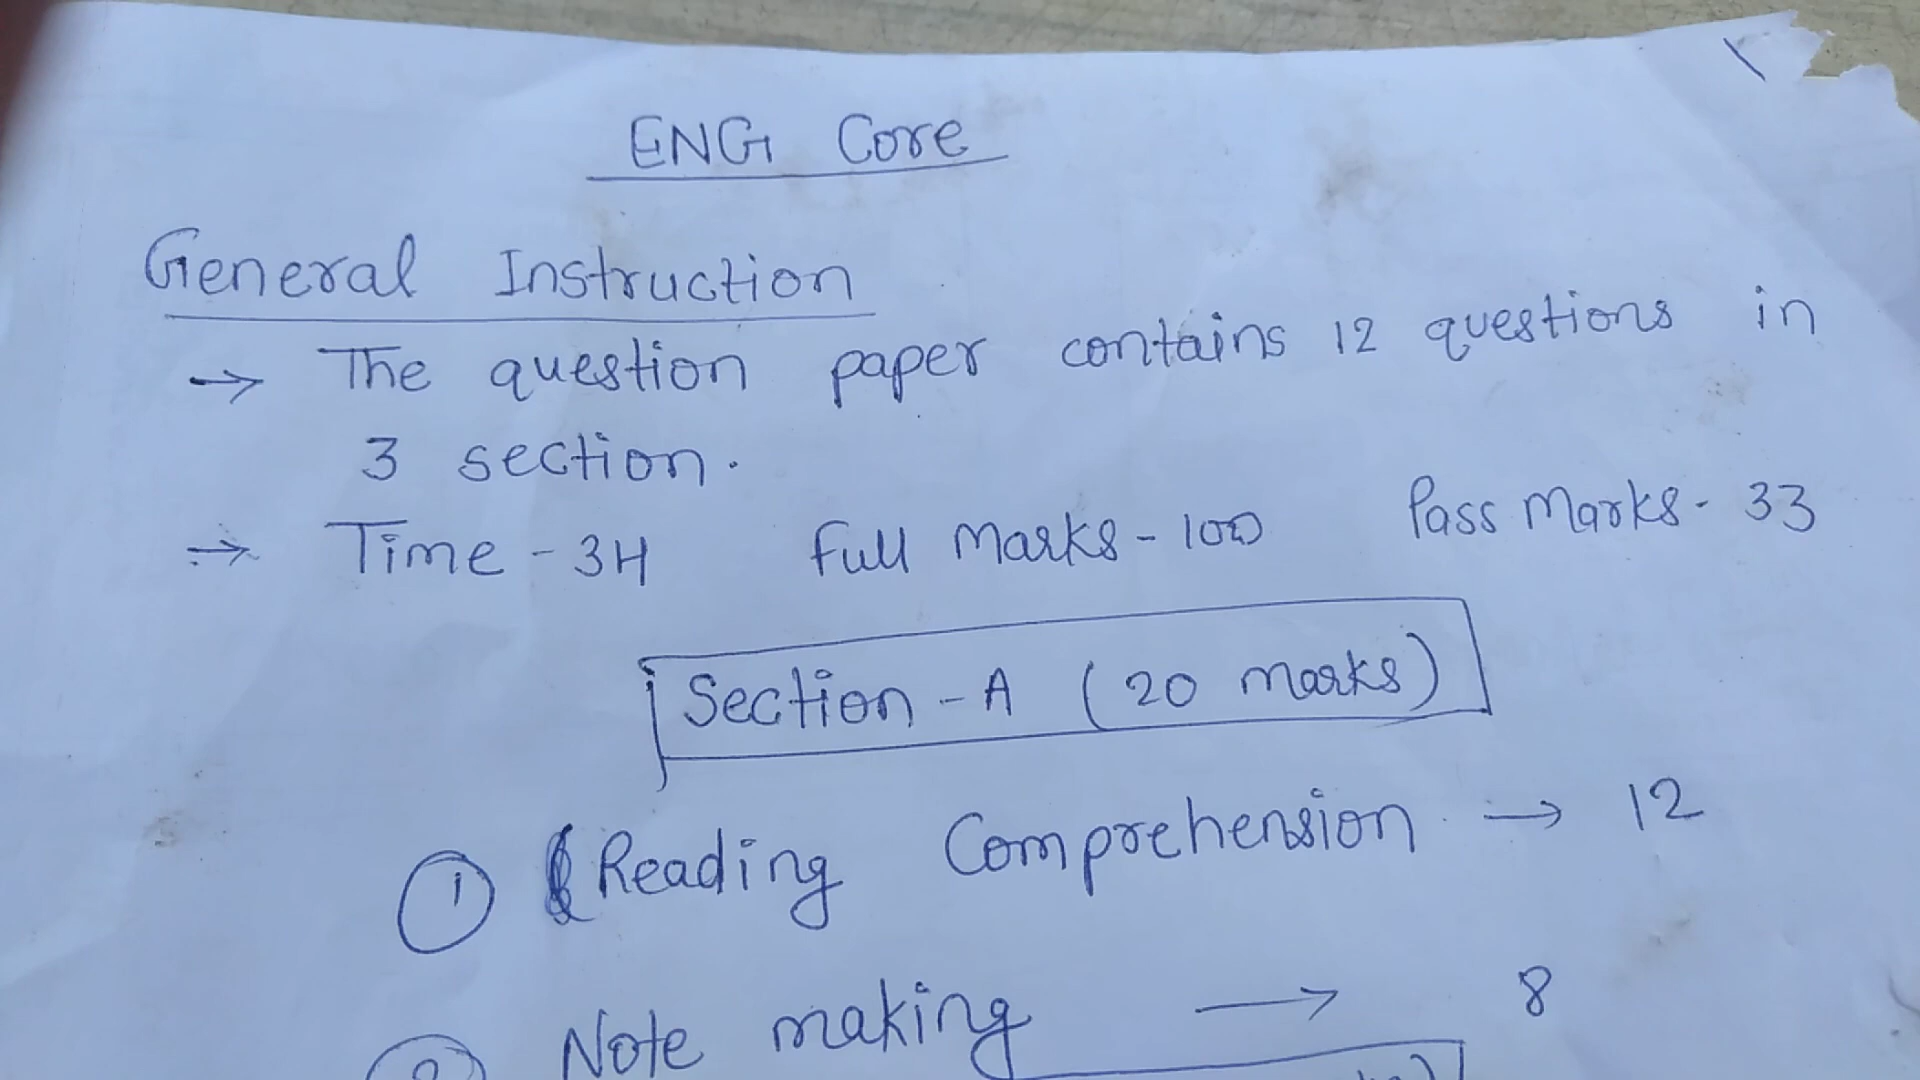 ENG Core
General Instruction
→ The question paper contains 12 questions in
3 section.
→ Time - 3H Full Marks - 100 Pass Marks - 33
Section - A (20 marks)
1 Reading Comprehension → 12
2 Note making → 8